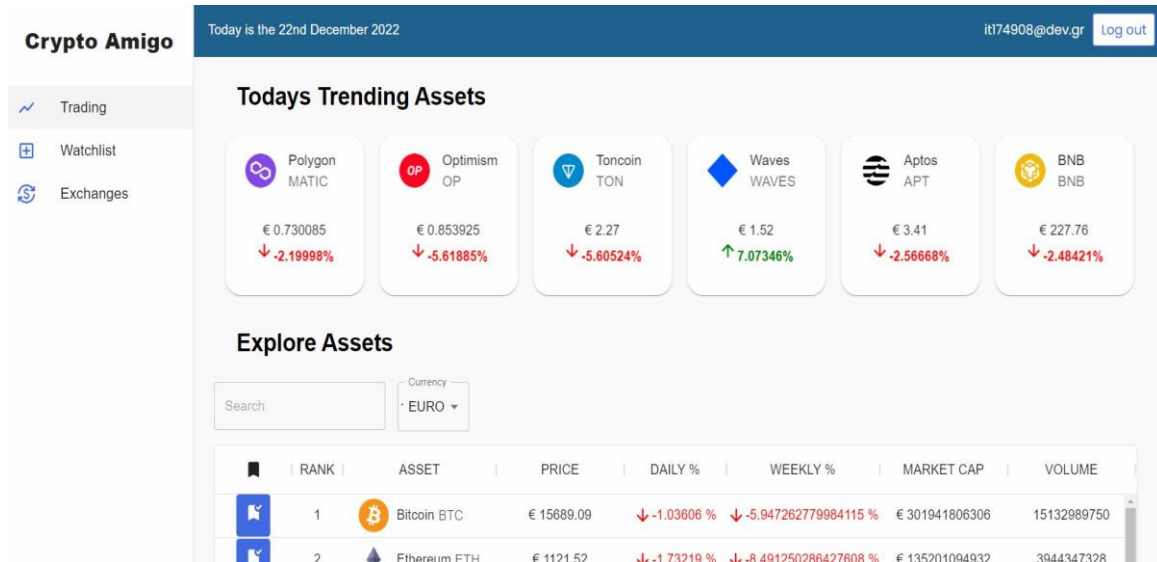 Crypto Amigo
Today is the 22nd December 2022
it174908@dev.gr
Log out
Trading
Watchlist
Exchanges
Todays Trending Assets
Polygon
MATIC
€ 0.730085
-2.19998%
OP
Optimism
OP
€ 0.853925
-5.61885%
Toncoin
TON
€ 2.27
-5.60524%
Waves
WAVES
€ 1.52
7.07346%
Aptos
APT
€ 3.41
-2.56668%
BNB
BNB
€ 227.76
-2.48421%
Explore Assets
Search
Currency
EURO
RANK ASSET PRICE DAILY % WEEKLY % MARKET CAP VOLUME
1 Bitcoin BTC € 15689.09 -1.03606 % -5.947262779984115 % € 301941806306 15132989750
2 Ethereum ETH € 1121.52 -1.73219 % -8.491250286427608 % € 135201094932 3944347328